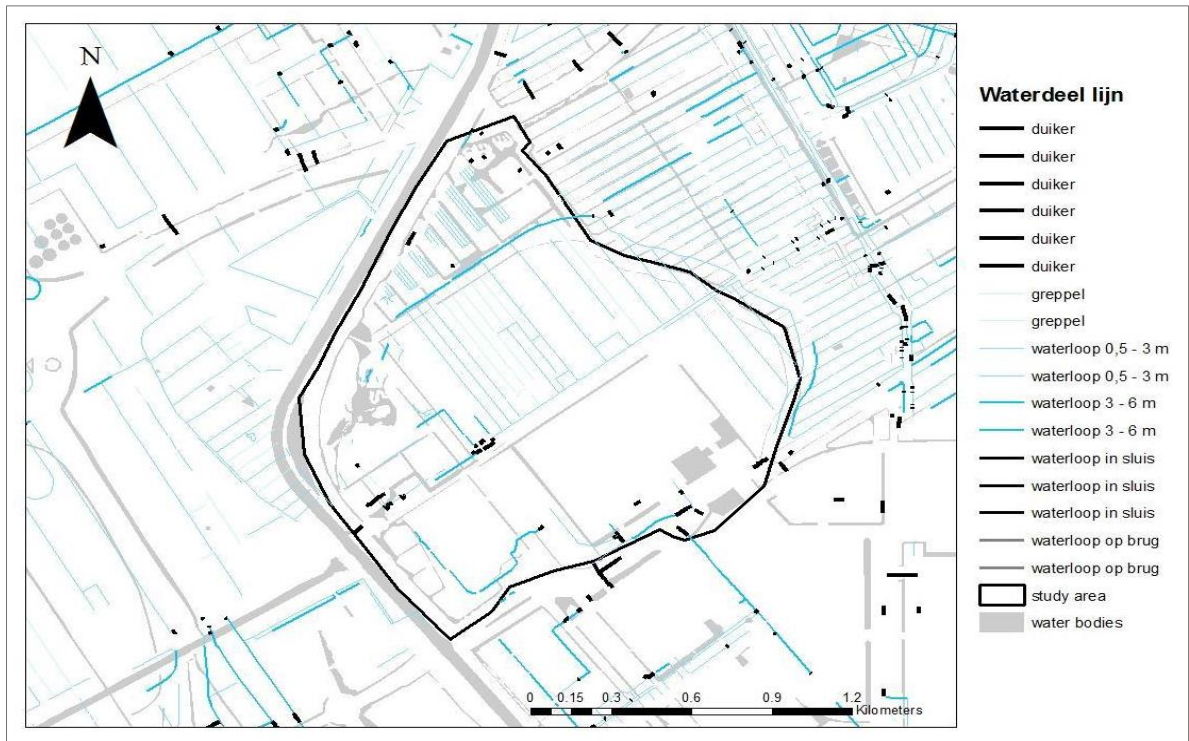 N
Waterdeel lijn
duiker
duiker
duiker
duiker
duiker
duiker
greppel
greppel
waterloop 0,5 - 3 m
waterloop 0,5 - 3 m
waterloop 3 - 6 m
waterloop 3 - 6 m
waterloop in sluis
waterloop in sluis
waterloop in sluis
waterloop op brug
waterloop op brug
study area
water bodies
0 0.15 0.3 0.6 0.9 1.2
Kilometers